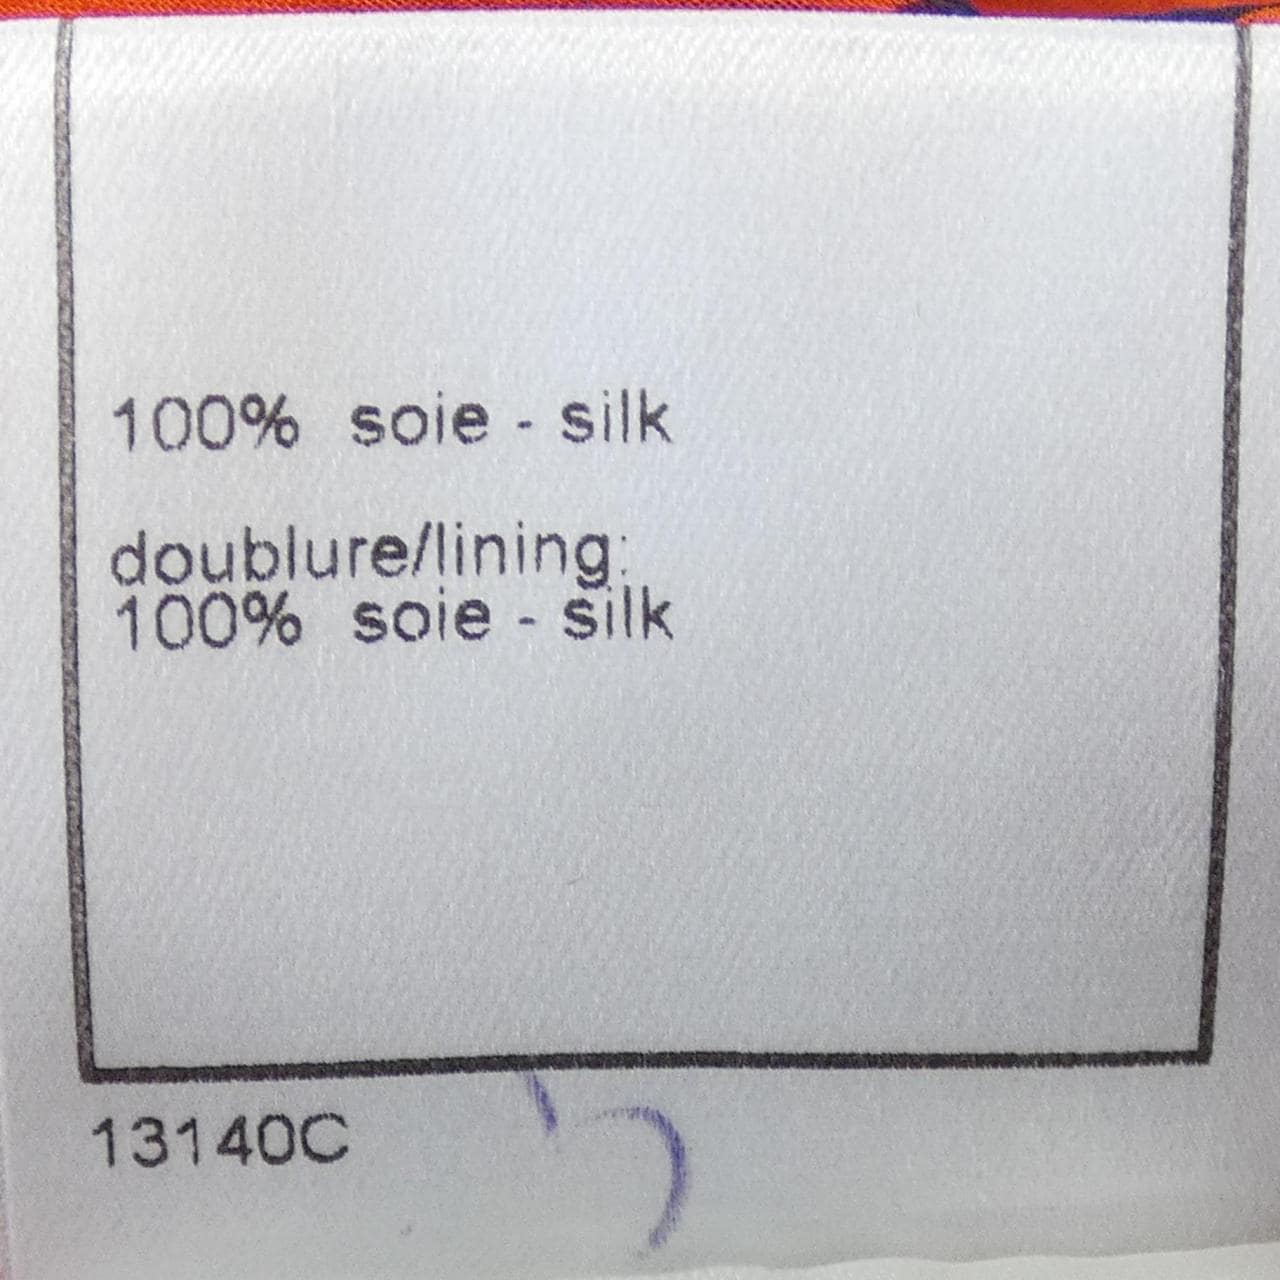 100% soie - silk
doublure/lining:
100% soie - silk
13140C